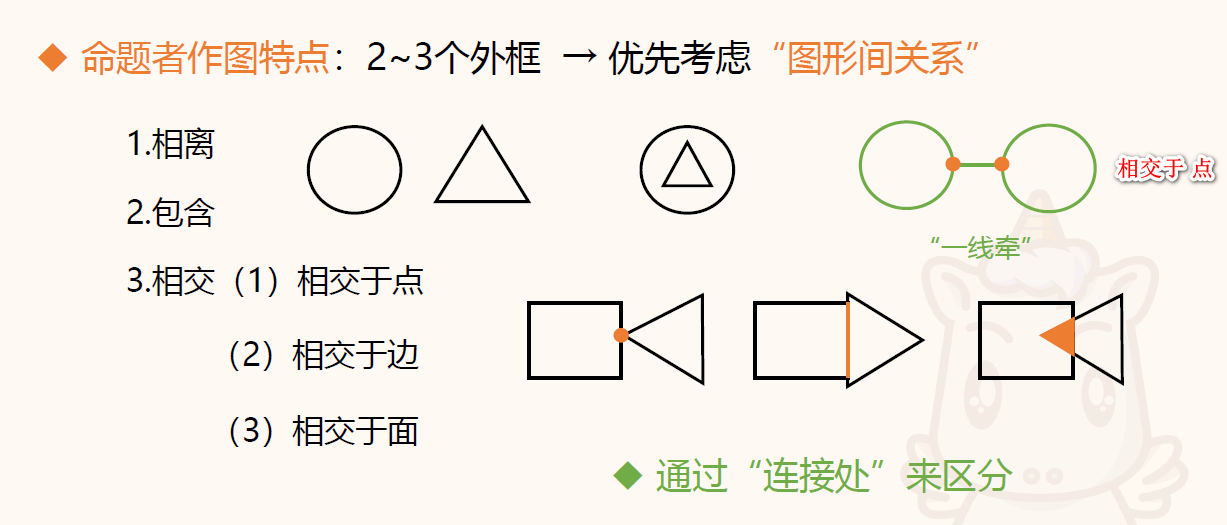 命题者作图特点：2~3个外框 → 优先考虑“图形间关系”
1.相离
2.包含
相交于 点
“一线牵”
3.相交（1）相交于点
（2）相交于边
（3）相交于面
通过“连接处”来区分